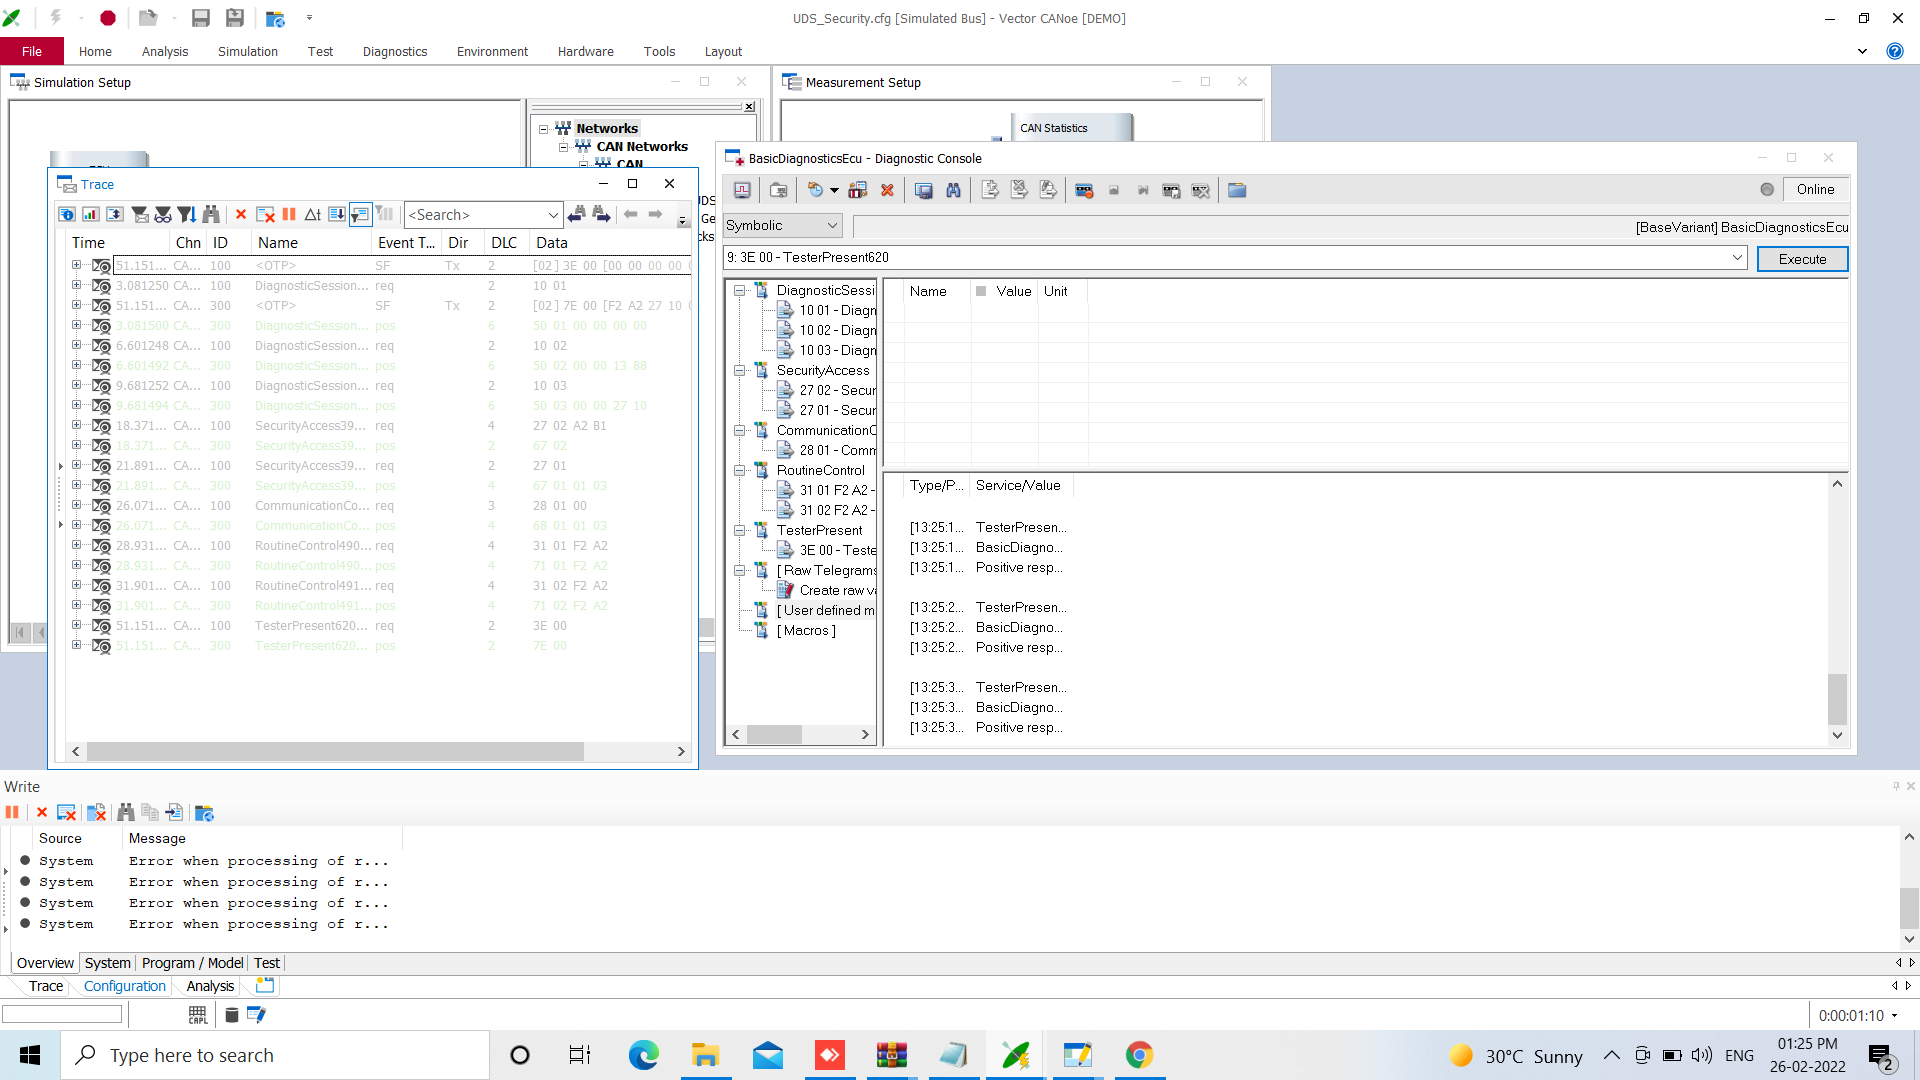 UDS_Security.cfg [Simulated Bus] - Vector CANoe [DEMO]
File Home Analysis Simulation Test Diagnostics Environment Hardware Tools Layout
Simulation Setup
Measurement Setup
Networks
CAN Networks
CAN
CAN Statistics
Trace
<Search>
Time Chn ID Name Event T... Dir DLC Data
51.151... CA... 100 <OTP> SF Tx 2 [02] 3E 00 [00 00 00 00
3.081250 CA... 100 DiagnosticSession... req 2 10 01
51.151... CA... 300 <OTP> SF Tx 2 [02] 7E 00 [F2 A2 27 10
3.081500 CA... 300 DiagnosticSession... pos 6 50 01 00 00 00 00
6.601248 CA... 100 DiagnosticSession... req 2 10 02
6.601492 CA... 300 DiagnosticSession... pos 6 50 02 00 00 13 88
9.681252 CA... 100 DiagnosticSession... req 2 10 03
9.681494 CA... 300 DiagnosticSession... pos 6 50 03 00 00 27 10
18.371... CA... 100 SecurityAccess39... req 4 27 02 A2 B1
18.371... CA... 300 SecurityAccess39... pos 2 67 02
21.891... CA... 100 SecurityAccess39... req 2 27 01
21.891... CA... 300 SecurityAccess39... pos 4 67 01 01 03
26.071... CA... 100 CommunicationCo... req 3 28 01 00
26.071... CA... 300 CommunicationCo... pos 4 68 01 01 03
28.931... CA... 100 RoutineControl490... req 4 31 01 F2 A2
28.931... CA... 300 RoutineControl490... pos 4 71 01 F2 A2
31.901... CA... 100 RoutineControl491... req 4 31 02 F2 A2
31.901... CA... 300 RoutineControl491... pos 4 71 02 F2 A2
51.151... CA... 100 TesterPresent620... req 2 3E 00
51.151... CA... 300 TesterPresent620... pos 2 7E 00
BasicDiagnosticsEcu - Diagnostic Console
Online
Symbolic
[BaseVariant] BasicDiagnosticsEcu
9: 3E 00 - TesterPresent620
Execute
DiagnosticSessi
10 01 - Diagn
10 02 - Diagn
10 03 - Diagn
SecurityAccess
27 02 - Secur
27 01 - Secur
CommunicationC
28 01 - Comm
RoutineControl
31 01 F2 A2 -
31 02 F2 A2 -
TesterPresent
3E 00 - Teste
[ Raw Telegrams
Create raw va
[ User defined m
[ Macros ]
Name Value Unit
Type/P... Service/Value
[13:25:1... TesterPresen...
[13:25:1... BasicDiagno...
[13:25:1... Positive resp...
[13:25:2... TesterPresen...
[13:25:2... BasicDiagno...
[13:25:2... Positive resp...
[13:25:3... TesterPresen...
[13:25:3... BasicDiagno...
[13:25:3... Positive resp...
Write
Source Message
System Error when processing of r...
System Error when processing of r...
System Error when processing of r...
System Error when processing of r...
Overview System Program / Model Test
Trace Configuration Analysis
CAPL
0:00:01:10
Type here to search
30°C Sunny
ENG
01:25 PM
26-02-2022
2